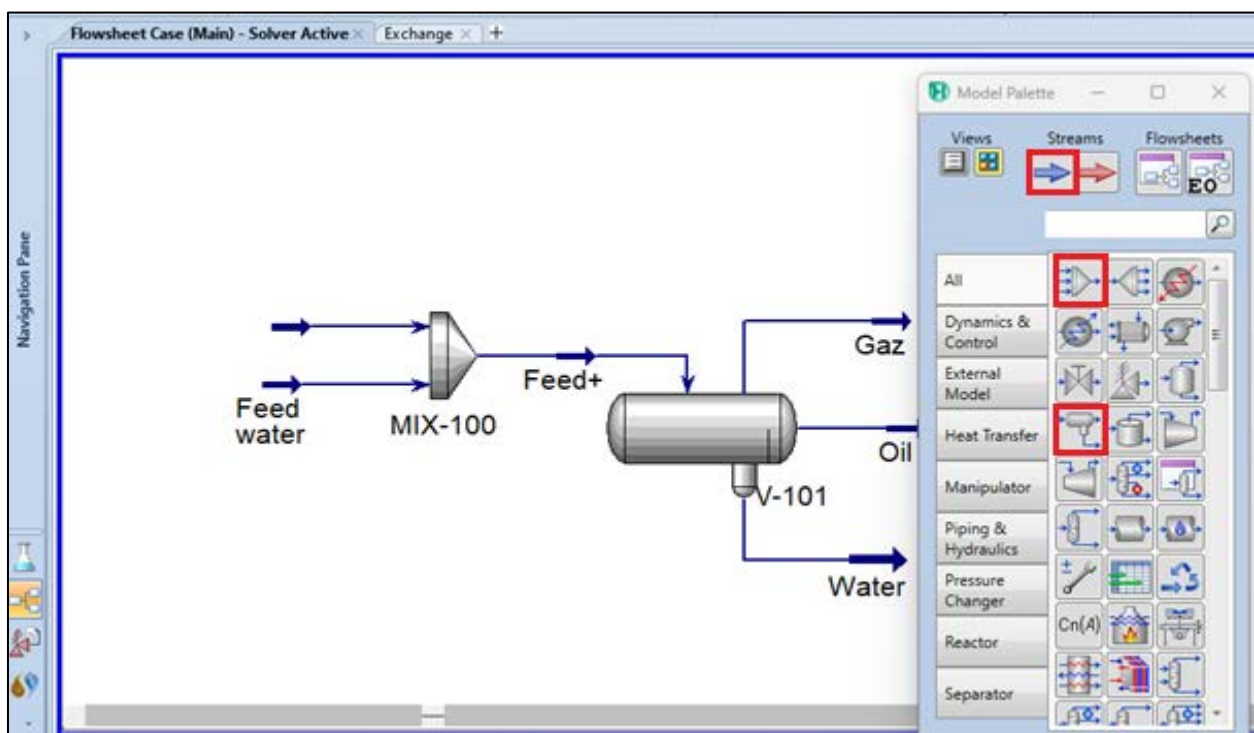 Flowsheet Case (Main) - Solver Active
Exchange
+
Navigation Pane
Model Palette
Views
Streams
Flowsheets
EO
All
Dynamics &
Control
External
Model
Heat Transfer
Manipulator
Piping &
Hydraulics
Pressure
Changer
Reactor
Separator
Cn(A)
Gaz
Feed+
Feed
water
MIX-100
Oil
V-101
Water